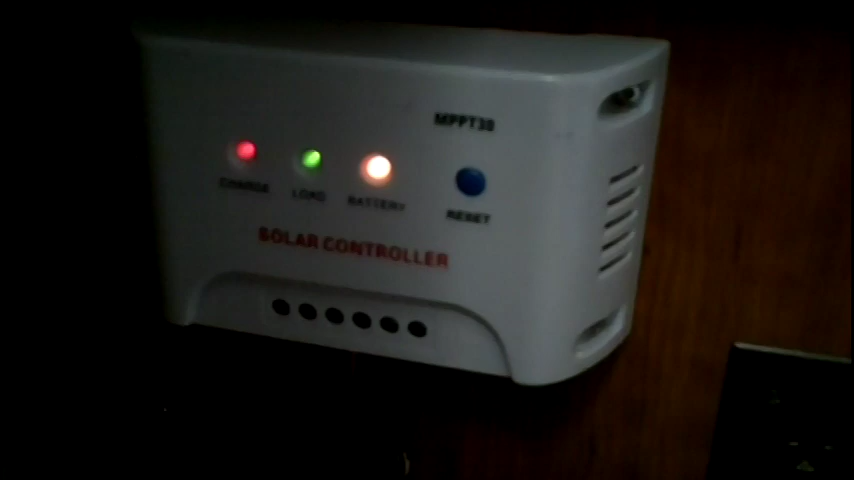 MPPT30
CHARGE LOAD BATTERY
RESET
SOLAR CONTROLLER